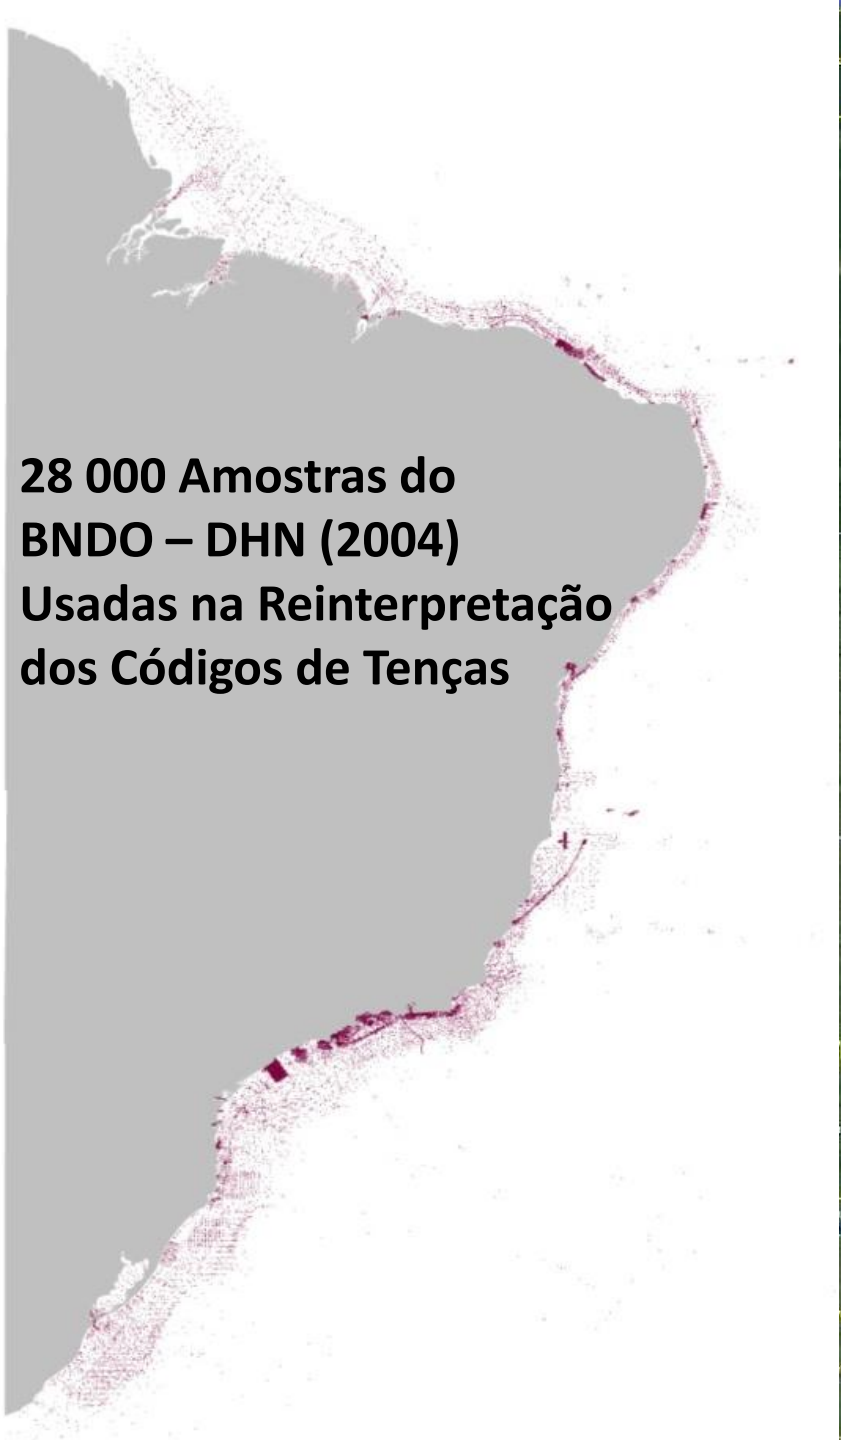 28 000 Amostras do
BNDO – DHN (2004)
Usadas na Reinterpretação
dos Códigos de Tenças